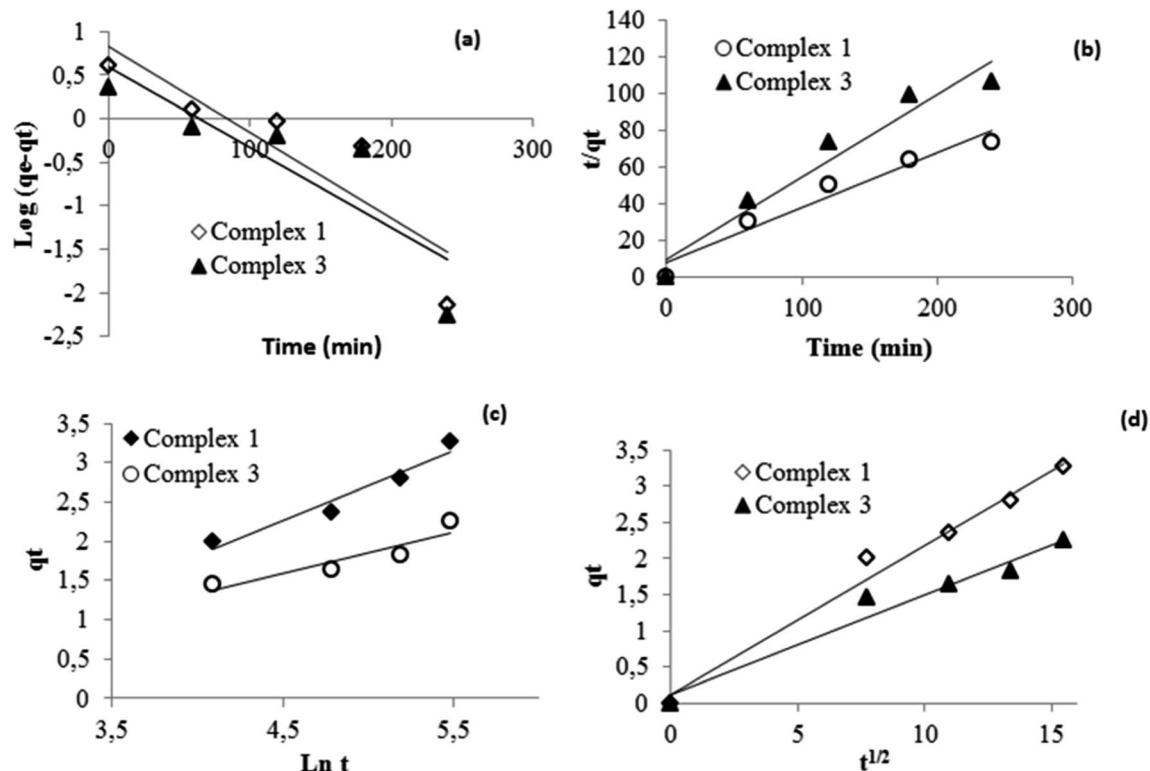 (a)
1
0,5
0
-0,5
-1
-1,5
-2
-2,5
0
100
200
300
Log (qe-qt)
Complex 1
Complex 3
Time (min)
(b)
140
120
100
80
60
40
20
0
0
100
200
300
t/qt
Complex 1
Complex 3
Time (min)
(c)
3,5
3
2,5
2
1,5
1
0,5
0
3,5
4,5
5,5
qt
Complex 1
Complex 3
Ln t
(d)
3,5
3
2,5
2
1,5
1
0,5
0
0
5
10
15
qt
Complex 1
Complex 3
t^1/2